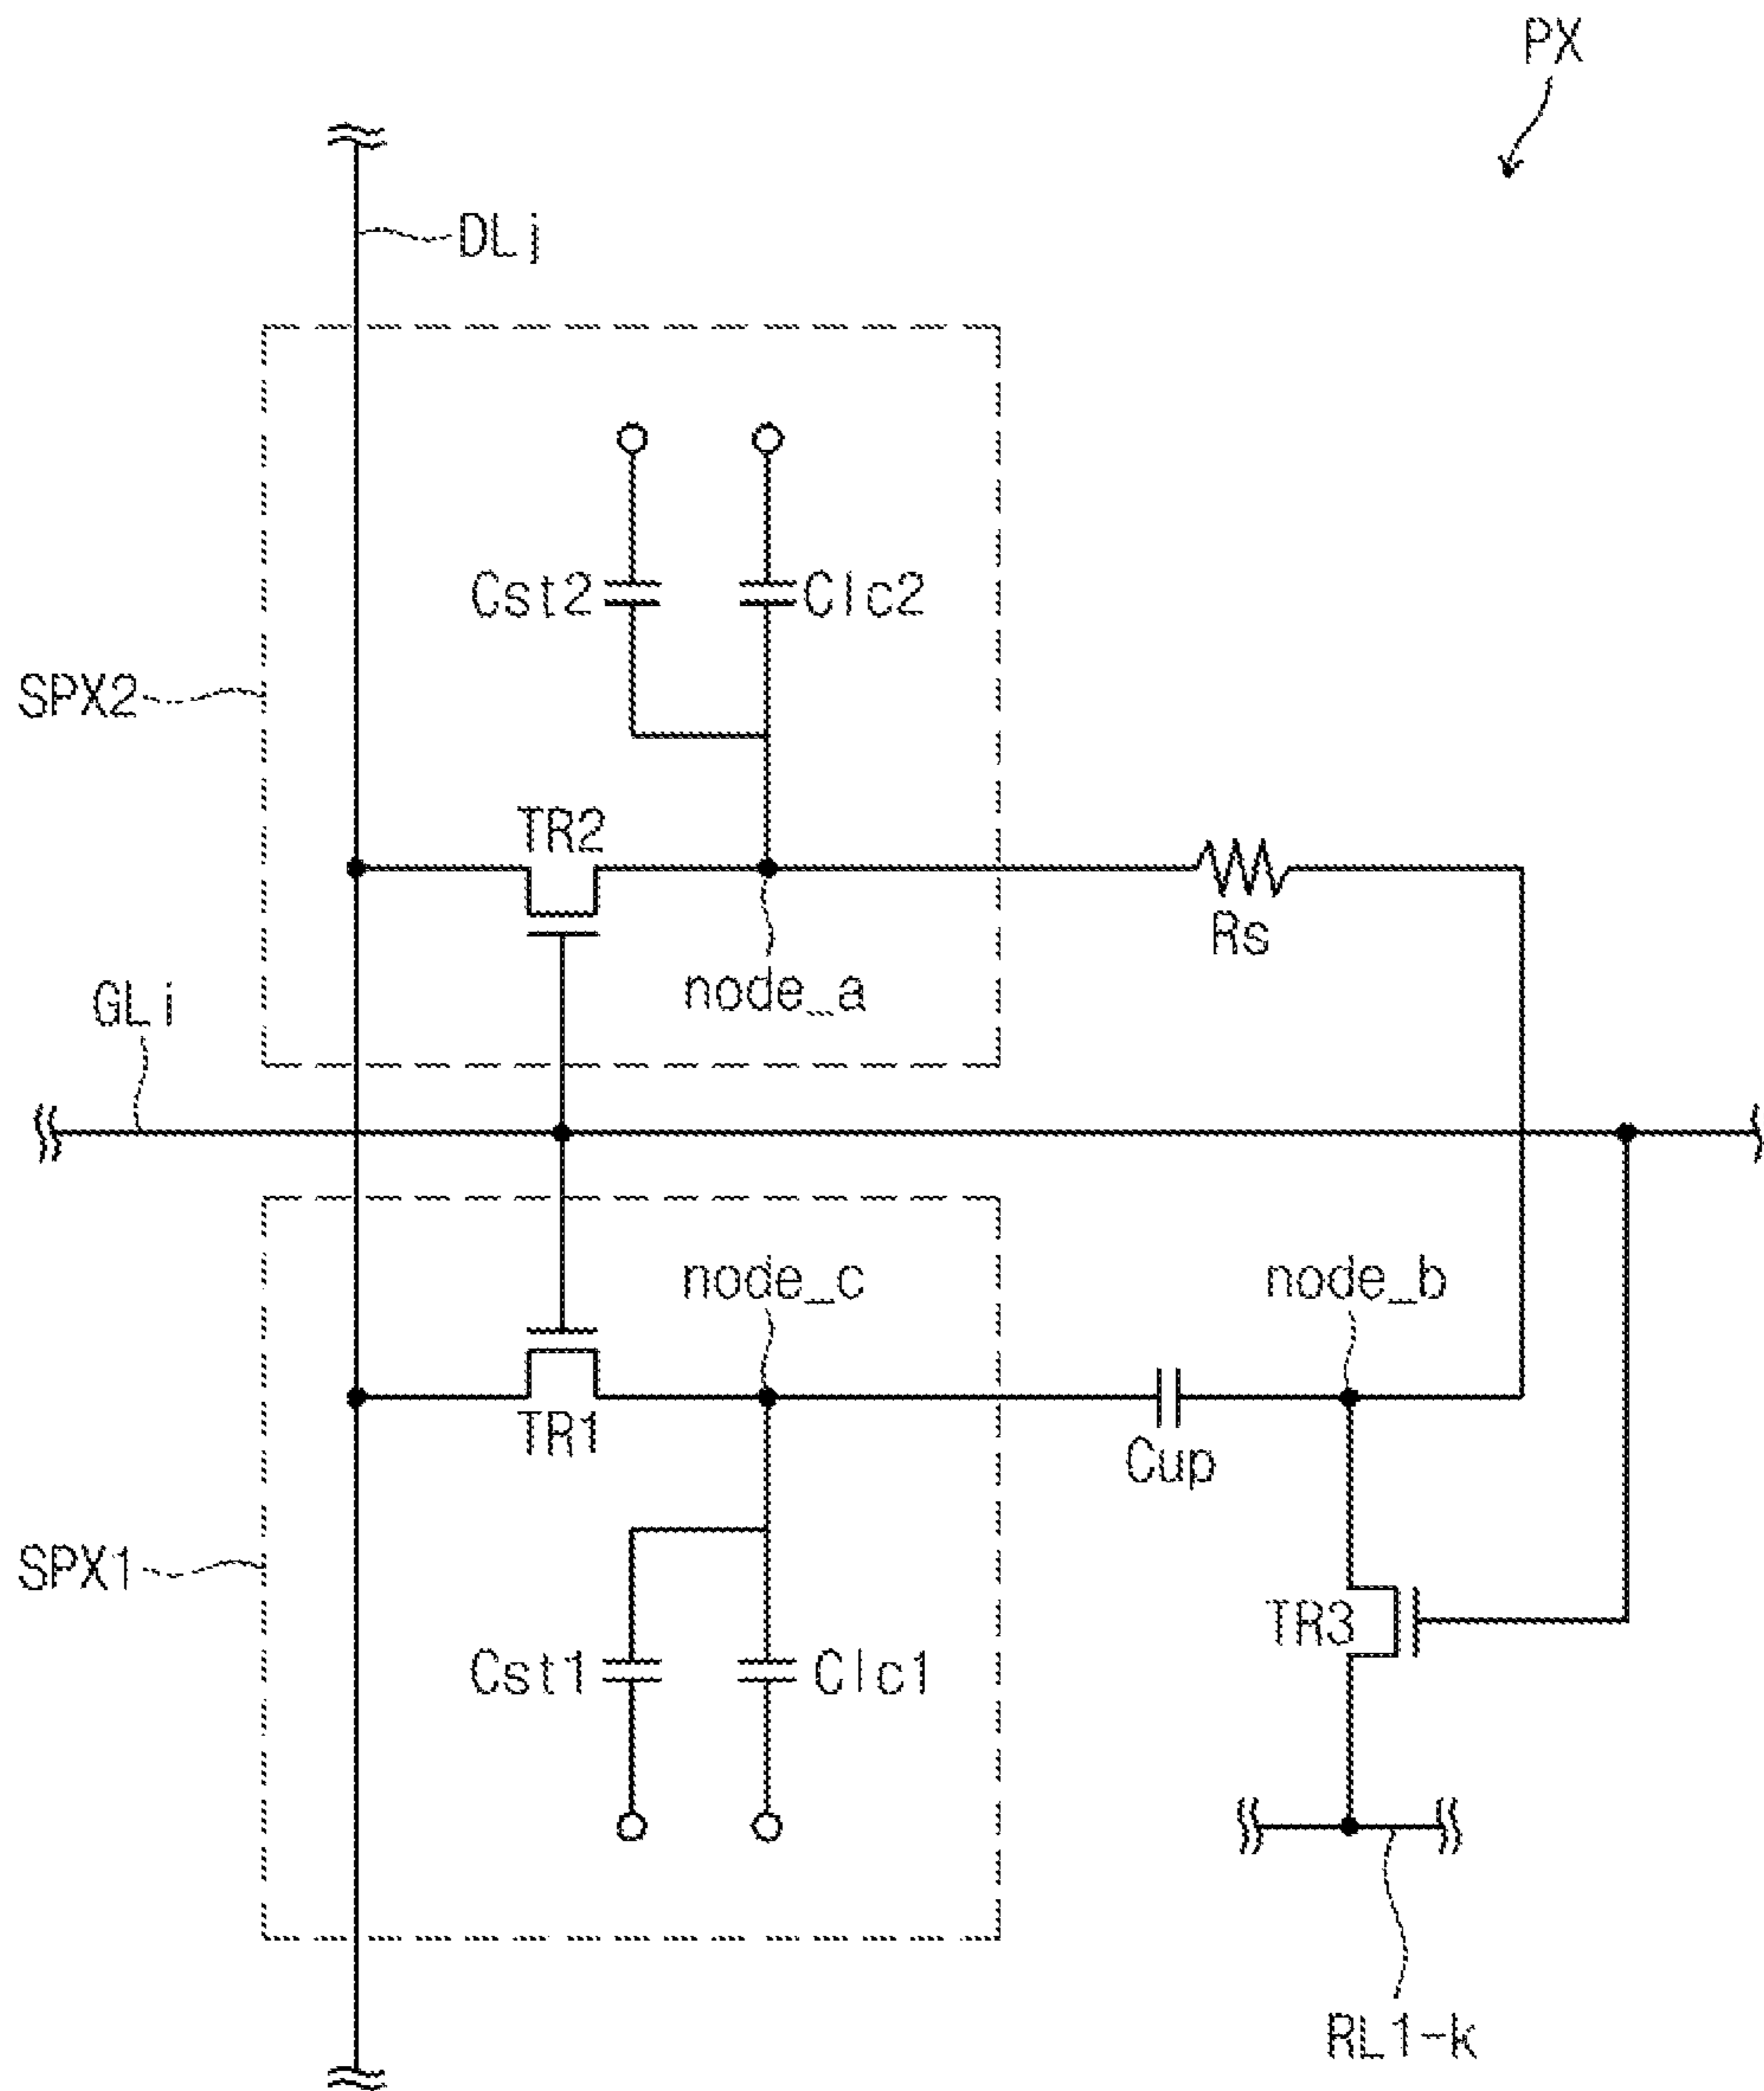 PX
DLj
Cst2
Clc2
SPX2
TR2
Rs
node_a
GLi
node_c
node_b
TR1
Cup
SPX1
TR3
Cst1
Clc1
RL1-k